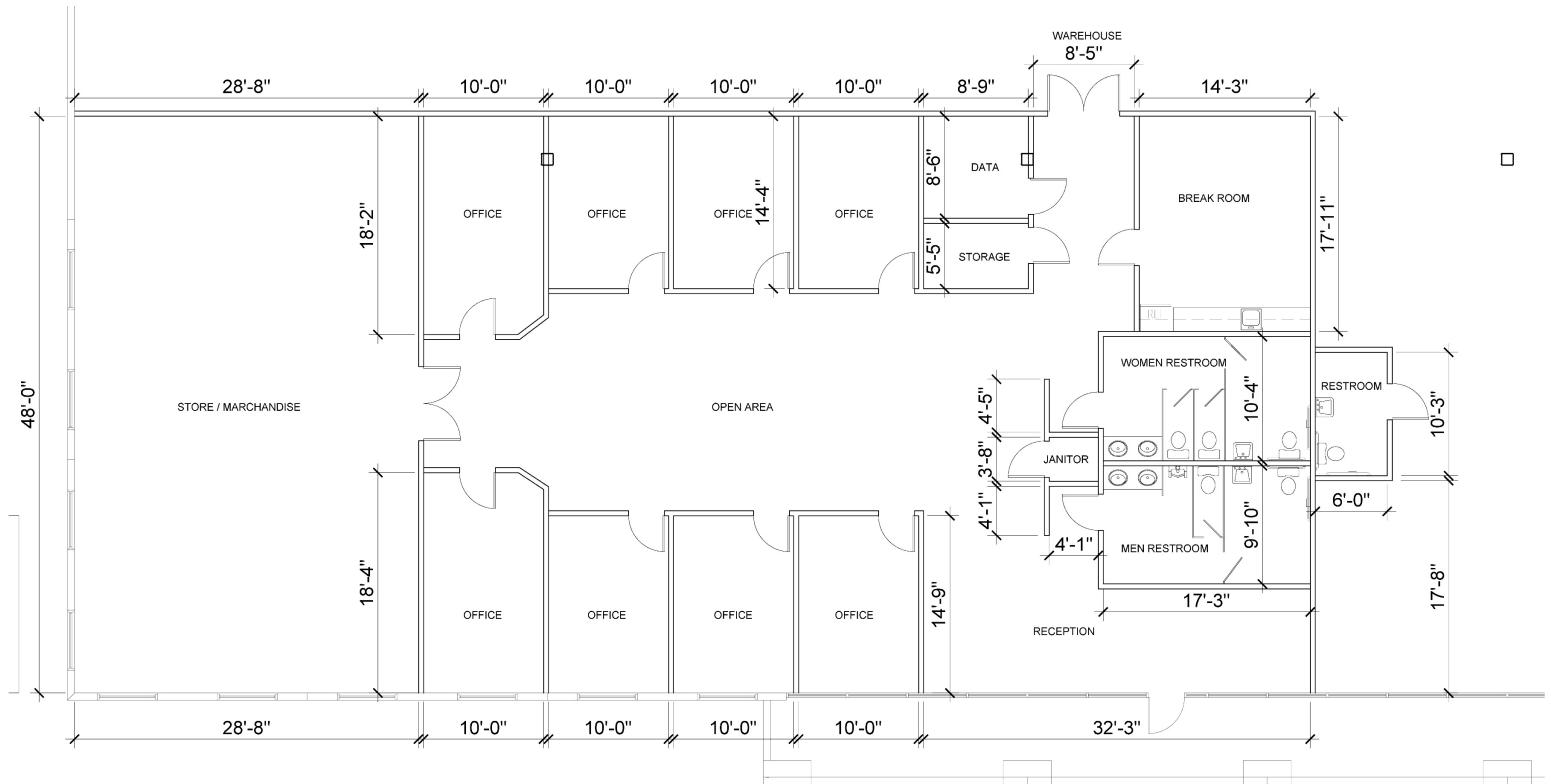 WAREHOUSE
8'-5"
28'-8"
10'-0"
10'-0"
10'-0"
10'-0"
8'-9"
14'-3"
8'-6"
DATA
BREAK ROOM
18'-2"
OFFICE
OFFICE
OFFICE
14'-4"
OFFICE
17'-11"
5'-5"
STORAGE
REF.
WOMEN RESTROOM
10'-4"
RESTROOM
10'-3"
48'-0"
STORE / MARCHANDISE
OPEN AREA
4'-5"
3'-8"
JANITOR
4'-1"
4'-1"
6'-0"
MEN RESTROOM
9'-10"
18'-4"
14'-9"
17'-3"
17'-8"
OFFICE
OFFICE
OFFICE
OFFICE
RECEPTION
28'-8"
10'-0"
10'-0"
10'-0"
10'-0"
32'-3"